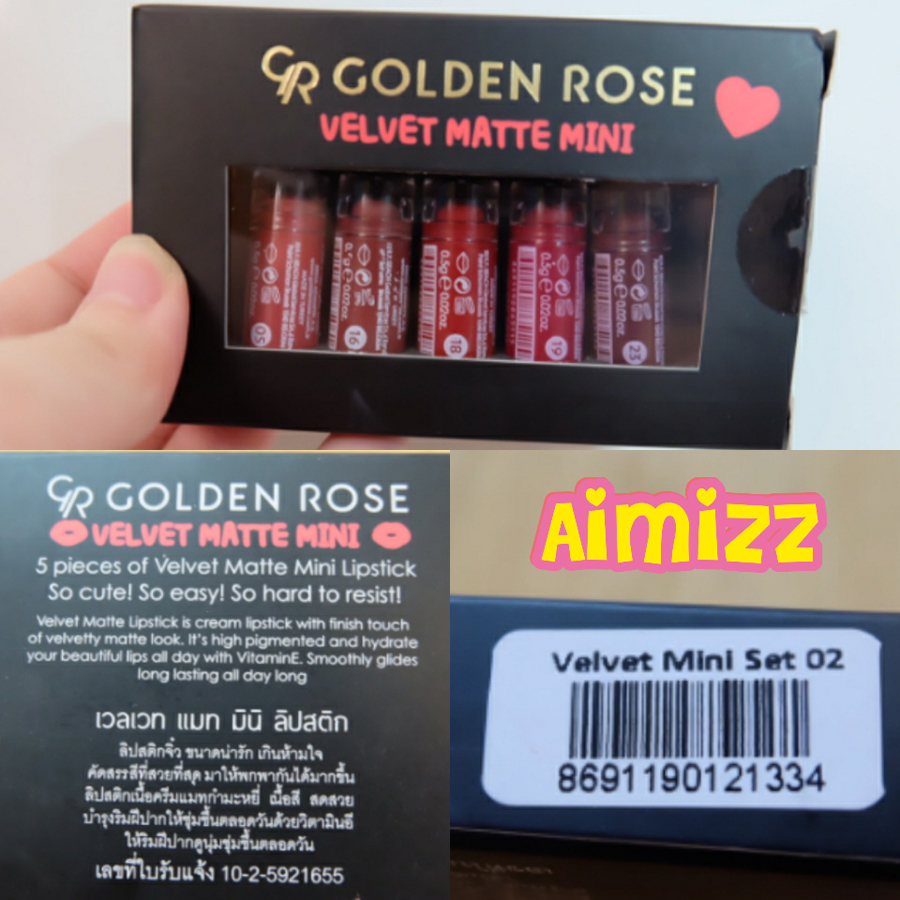 GR GOLDEN ROSE
VELVET MATTE MINI
0.5g e 0.02oz.
05
16
18
19
23
GR GOLDEN ROSE
VELVET MATTE MINI
5 pieces of Velvet Matte Mini Lipstick
So cute! So easy! So hard to resist!
Velvet Matte Lipstick is cream lipstick with finish touch
of velvetty matte look. It's high pigmented and hydrate
your beautiful lips all day with VitaminE. Smoothly glides
long lasting all day long
เวลเวท แมท มินิ ลิปสติก
ลิปสติกจิ๋ว ขนาดน่ารัก เกินห้ามใจ
คัดสรรสีที่สวยที่สุด มาให้พกพากันได้มากขึ้น
ลิปสติกเนื้อครีมแมทกำมะหยี่ เนื้อสี สดสวย
บำรุงริมฝีปากให้ชุ่มชื้นตลอดวันด้วยวิตามินอี
ให้ริมฝีปากดูนุ่มชุ่มชื้นตลอดวัน
เลขที่ใบรับแจ้ง 10-2-5921655
Aimizz
Velvet Mini Set 02
8691190121334